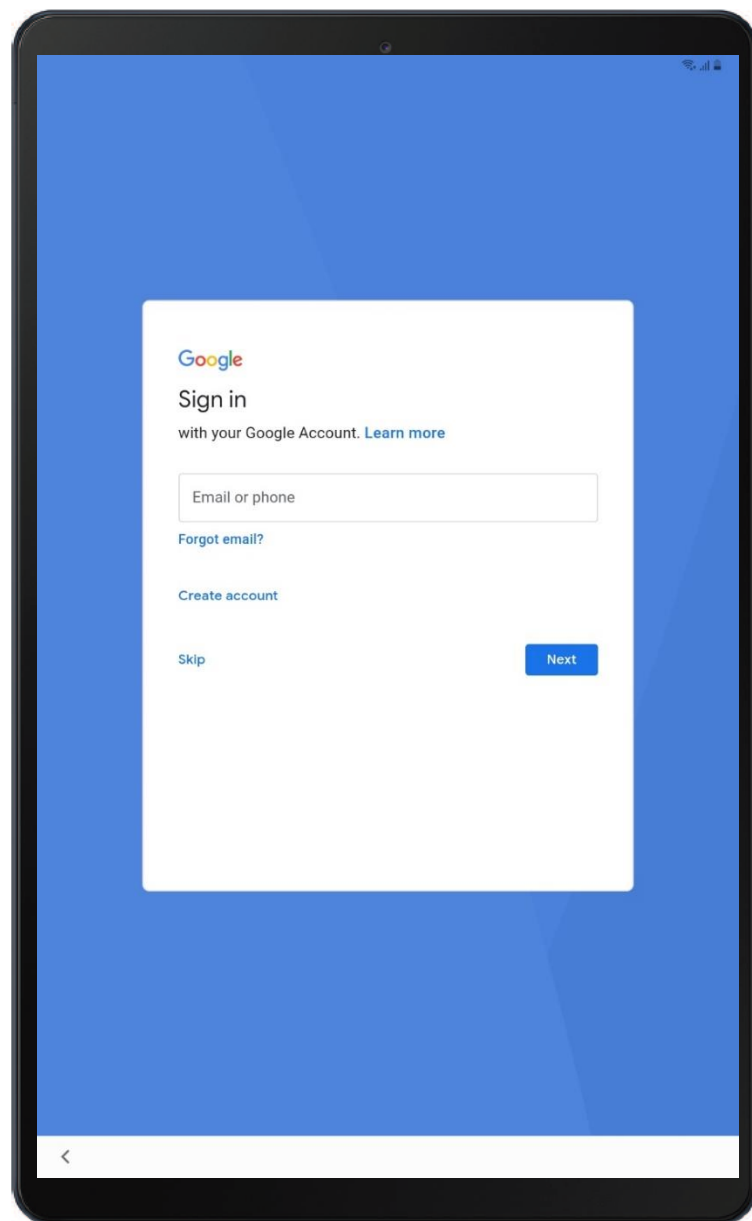 Google
Sign in
with your Google Account. Learn more
Email or phone
Forgot email?
Create account
Skip
Next